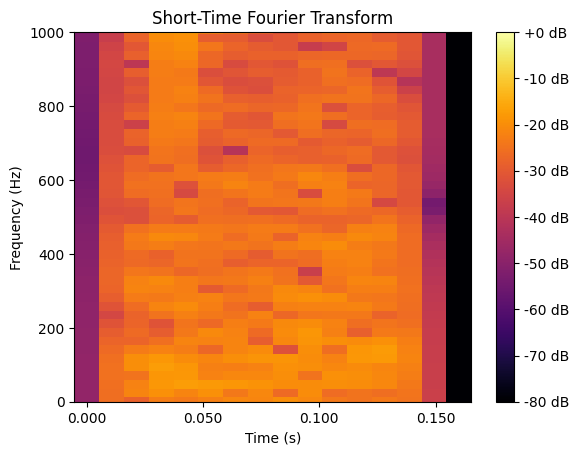 Short-Time Fourier Transform
1000
800
600
400
200
0
Frequency (Hz)
0.000
0.050
0.100
0.150
Time (s)
+0 dB
-10 dB
-20 dB
-30 dB
-40 dB
-50 dB
-60 dB
-70 dB
-80 dB